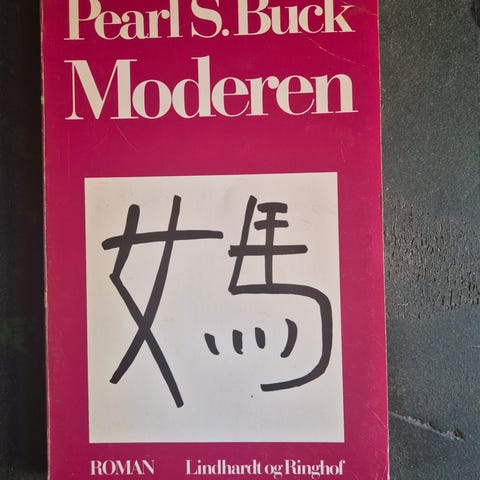 Pearl S. Buck
Moderen
媽
ROMAN Lindhardt og Ringhof